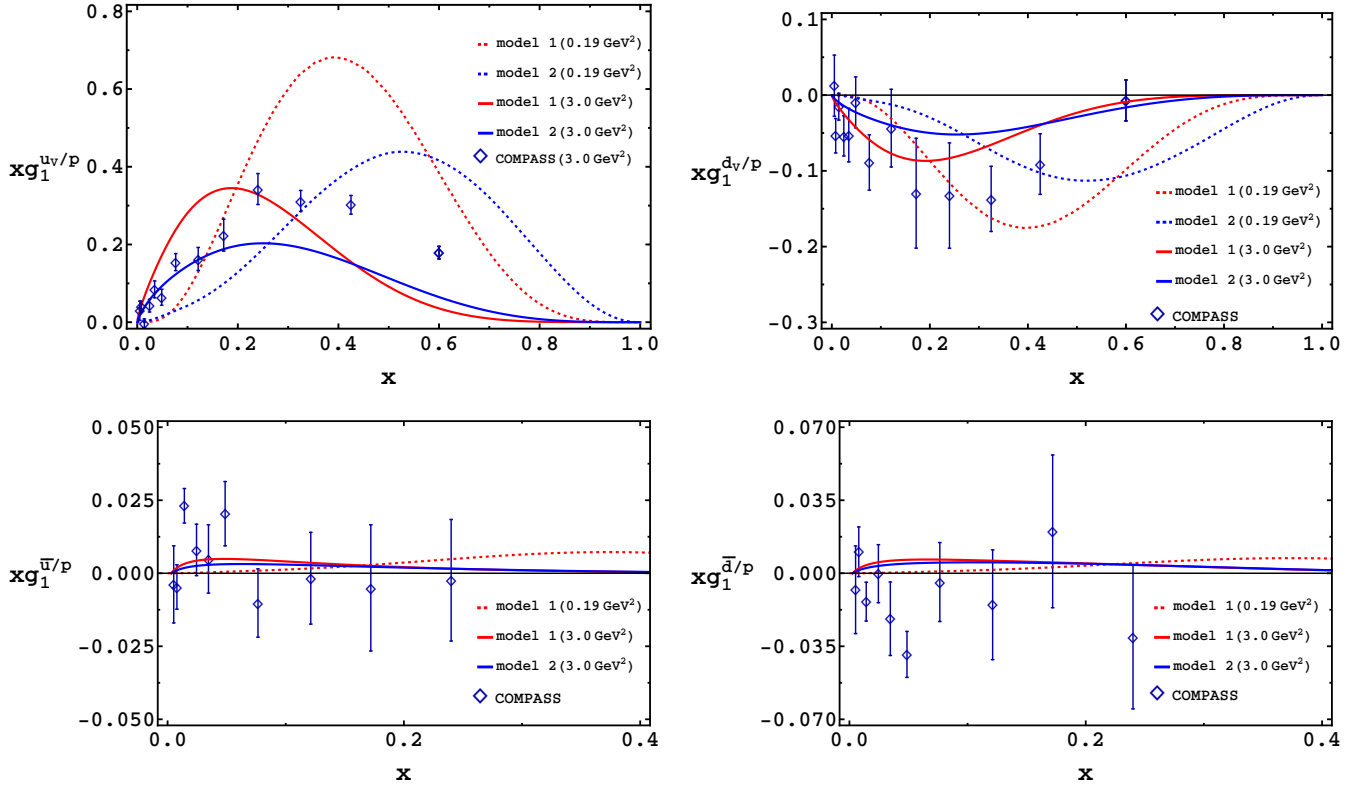 xg₁^{u_v/p}
0.8
0.6
0.4
0.2
0.0
model 1(0.19 GeV²)
model 2(0.19 GeV²)
model 1(3.0 GeV²)
model 2(3.0 GeV²)
COMPASS(3.0 GeV²)
0.0 0.2 0.4 0.6 0.8 1.0
x
xg₁^{d_v/p}
0.1
0.0
-0.1
-0.2
-0.3
model 1(0.19 GeV²)
model 2(0.19 GeV²)
model 1(3.0 GeV²)
model 2(3.0 GeV²)
COMPASS
0.0 0.2 0.4 0.6 0.8 1.0
x
xg₁^{u̅/p}
0.050
0.025
0.000
-0.025
-0.050
model 1(0.19 GeV²)
model 1(3.0 GeV²)
model 2(3.0 GeV²)
COMPASS
0.0 0.2 0.4
x
xg₁^{d̅/p}
0.070
0.035
0.000
-0.035
-0.070
model 1(0.19 GeV²)
model 1(3.0 GeV²)
model 2(3.0 GeV²)
COMPASS
0.0 0.2 0.4
x